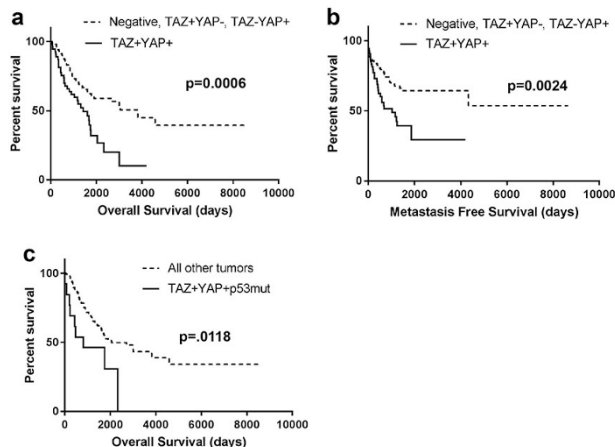 a
Negative, TAZ+YAP-, TAZ-YAP+
TAZ+YAP+
p=0.0006
Percent survival
100
50
0
0 2000 4000 6000 8000 10000
Overall Survival (days)
b
Negative, TAZ+YAP-, TAZ-YAP+
TAZ+YAP+
p=0.0024
Percent survival
100
50
0
0 2000 4000 6000 8000 10000
Metastasis Free Survival (days)
c
All other tumors
TAZ+YAP+p53mut
p=.0118
Percent survival
100
50
0
0 2000 4000 6000 8000 10000
Overall Survival (days)